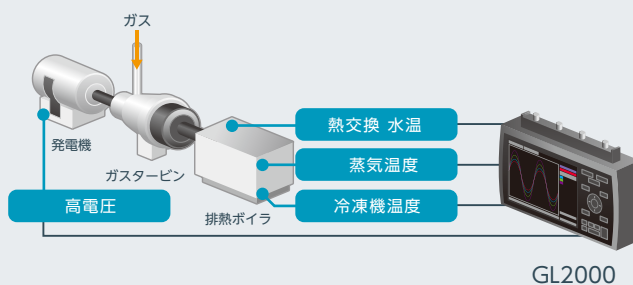 ガス
発電機
ガスタービン
排熱ボイラ
高電圧
熱交換 水温
蒸気温度
冷凍機温度
GL2000